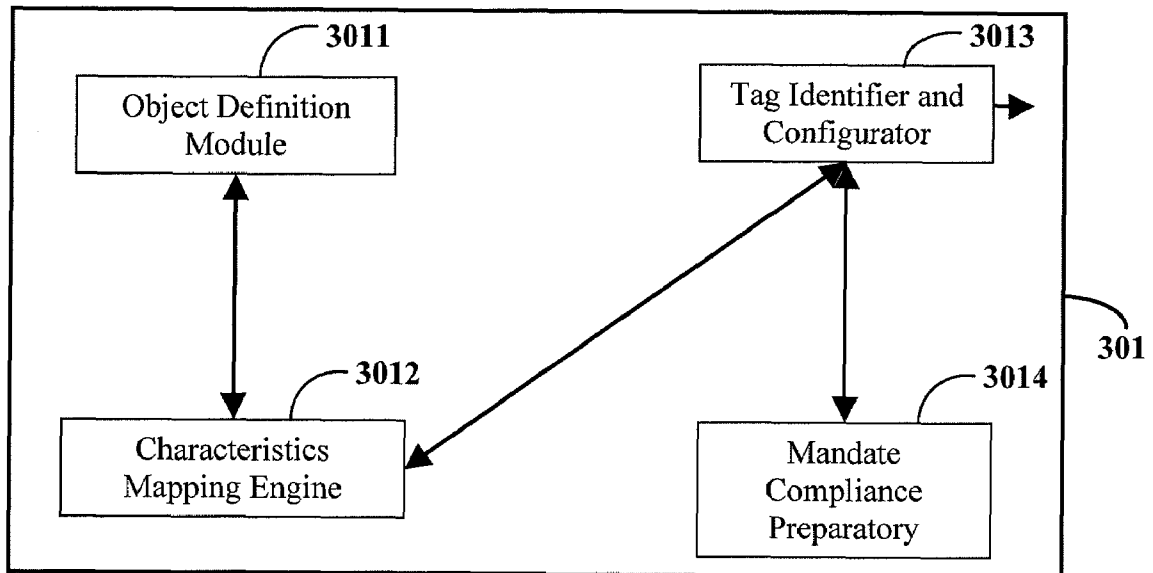 3011
Object Definition
Module
3013
Tag Identifier and
Configurator
301
3012
Characteristics
Mapping Engine
3014
Mandate
Compliance
Preparatory